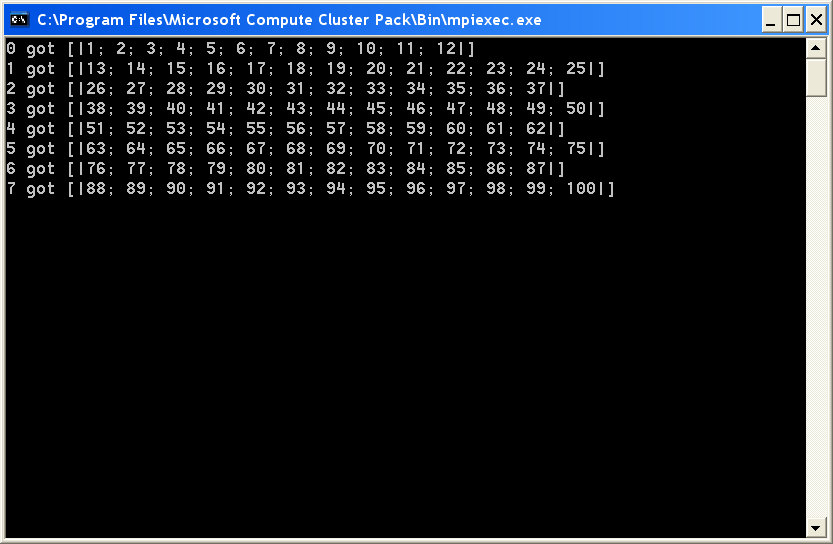 C:\Program Files\Microsoft Compute Cluster Pack\Bin\mpiexec.exe
0 got [|1; 2; 3; 4; 5; 6; 7; 8; 9; 10; 11; 12|]
1 got [|13; 14; 15; 16; 17; 18; 19; 20; 21; 22; 23; 24; 25|]
2 got [|26; 27; 28; 29; 30; 31; 32; 33; 34; 35; 36; 37|]
3 got [|38; 39; 40; 41; 42; 43; 44; 45; 46; 47; 48; 49; 50|]
4 got [|51; 52; 53; 54; 55; 56; 57; 58; 59; 60; 61; 62|]
5 got [|63; 64; 65; 66; 67; 68; 69; 70; 71; 72; 73; 74; 75|]
6 got [|76; 77; 78; 79; 80; 81; 82; 83; 84; 85; 86; 87|]
7 got [|88; 89; 90; 91; 92; 93; 94; 95; 96; 97; 98; 99; 100|]